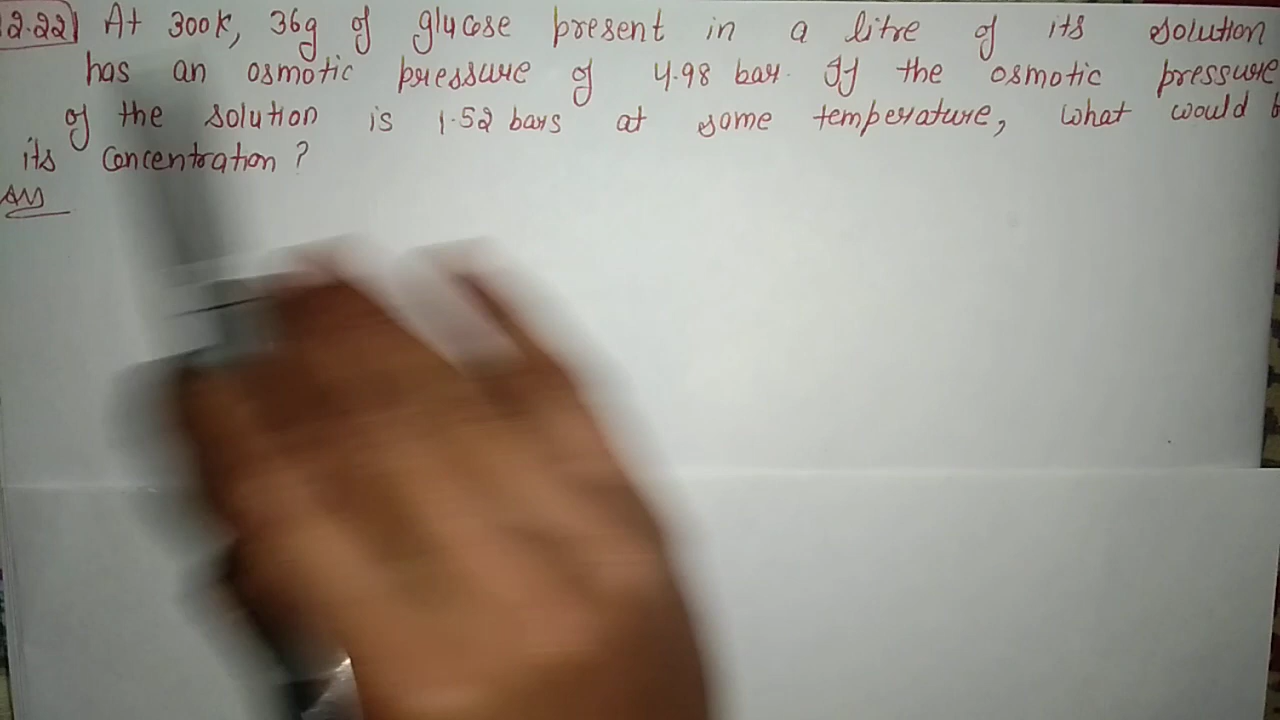 2.22) At 300K, 36g of glucose present in a litre of its solution
has an osmotic pressure of 4.98 bar. If the osmotic pressure
of the solution is 1.52 bars at same temperature, what would
its concentration?
Ans